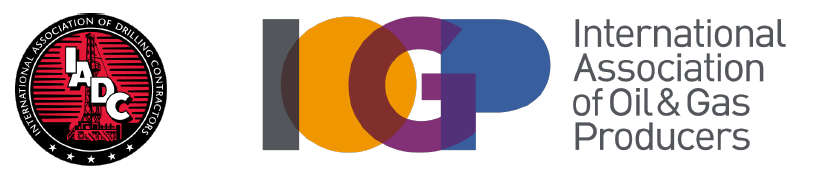 INTERNATIONAL ASSOCIATION OF DRILLING CONTRACTORS
IADC
IOGP
International
Association
of Oil & Gas
Producers